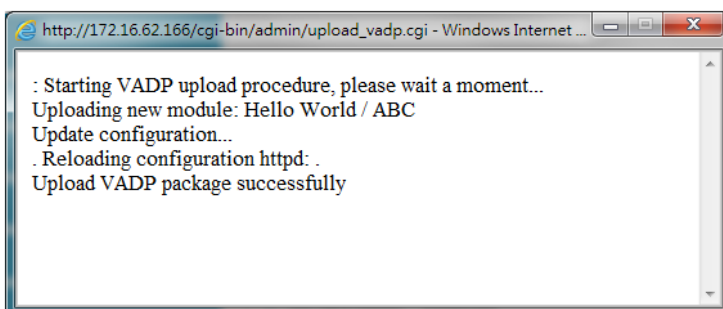 http://172.16.62.166/cgi-bin/admin/upload_vadp.cgi - Windows Internet ...
: Starting VADP upload procedure, please wait a moment...
Uploading new module: Hello World / ABC
Update configuration...
. Reloading configuration httpd: .
Upload VADP package successfully